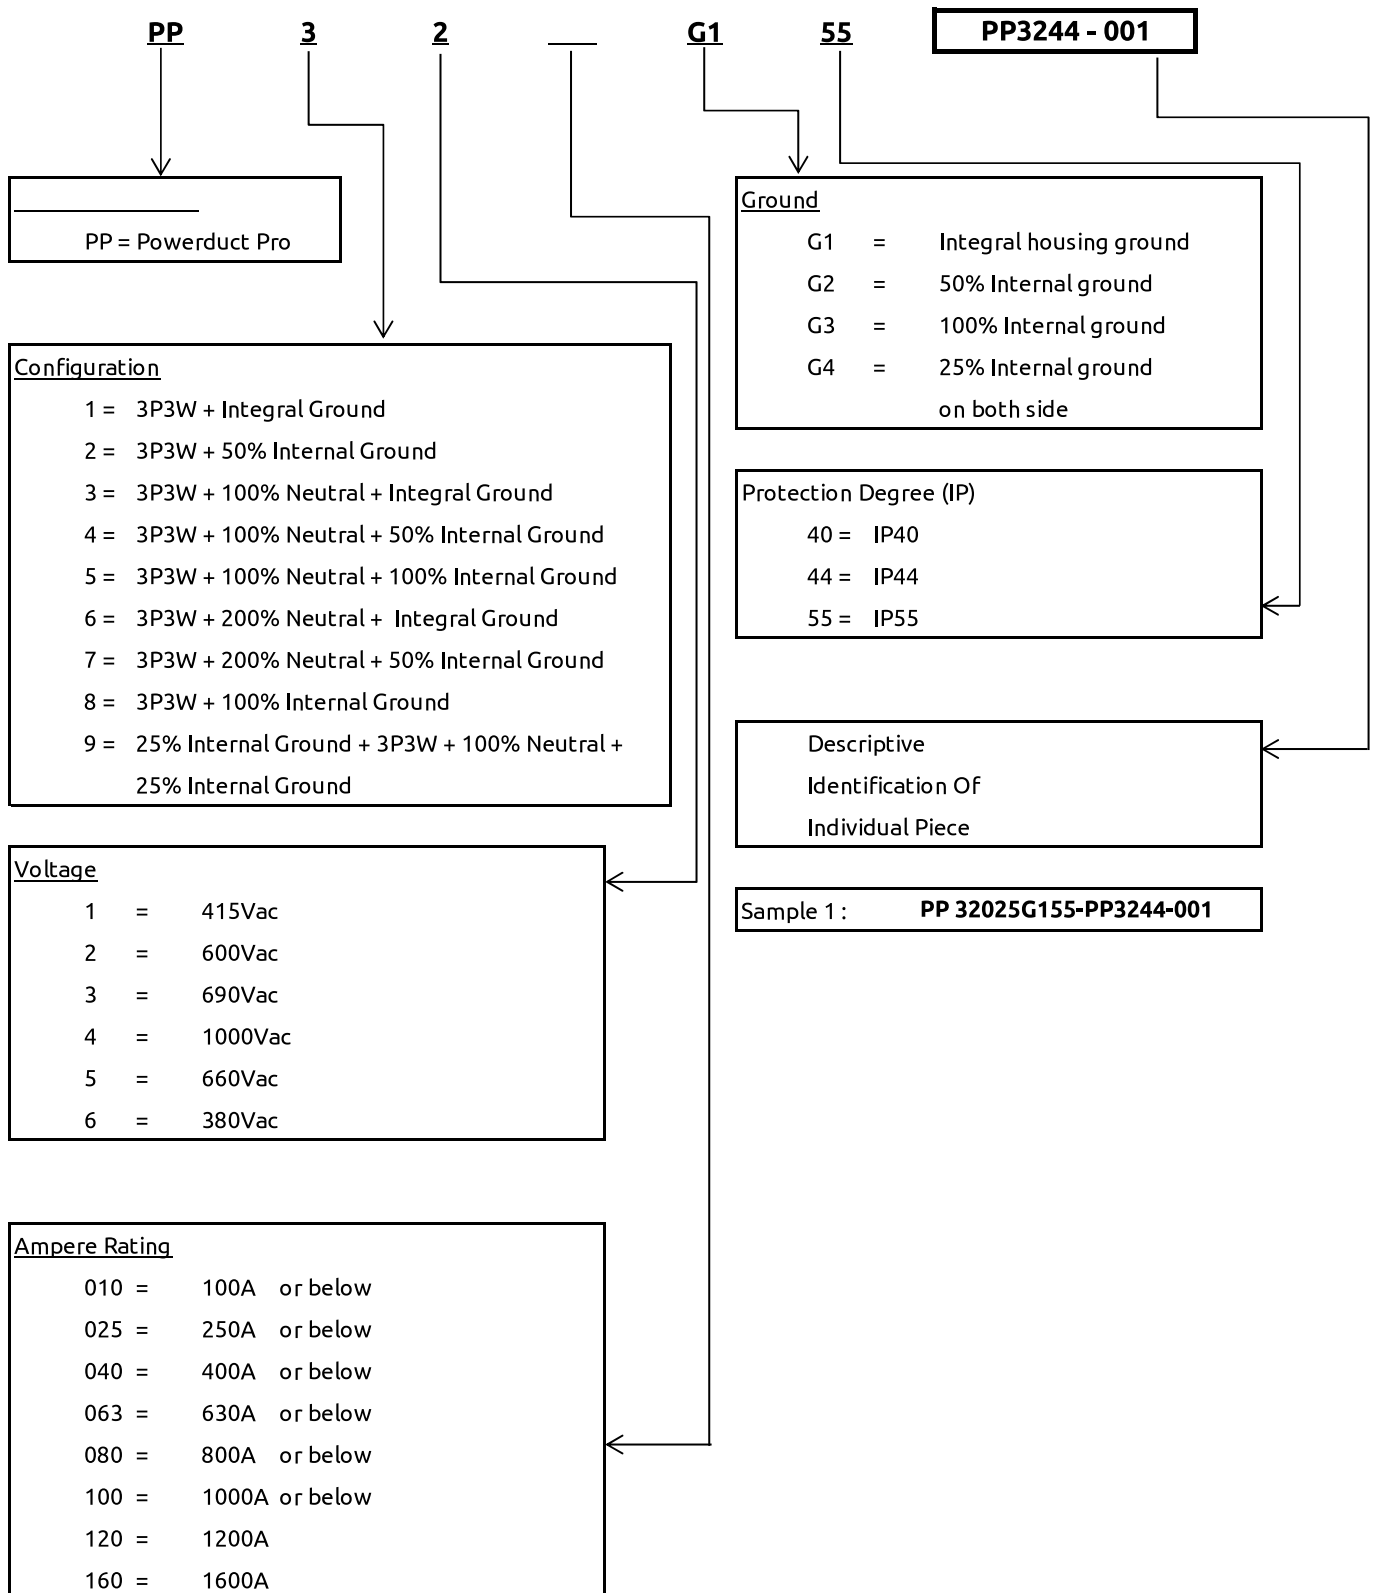 PP 3 2 G1 55 PP3244 - 001
PP = Powerduct Pro
Configuration
1 = 3P3W + Integral Ground
2 = 3P3W + 50% Internal Ground
3 = 3P3W + 100% Neutral + Integral Ground
4 = 3P3W + 100% Neutral + 50% Internal Ground
5 = 3P3W + 100% Neutral + 100% Internal Ground
6 = 3P3W + 200% Neutral + Integral Ground
7 = 3P3W + 200% Neutral + 50% Internal Ground
8 = 3P3W + 100% Internal Ground
9 = 25% Internal Ground + 3P3W + 100% Neutral +
25% Internal Ground
Voltage
1 = 415Vac
2 = 600Vac
3 = 690Vac
4 = 1000Vac
5 = 660Vac
6 = 380Vac
Ampere Rating
010 = 100A or below
025 = 250A or below
040 = 400A or below
063 = 630A or below
080 = 800A or below
100 = 1000A or below
120 = 1200A
160 = 1600A
Ground
G1 = Integral housing ground
G2 = 50% Internal ground
G3 = 100% Internal ground
G4 = 25% Internal ground
on both side
Protection Degree (IP)
40 = IP40
44 = IP44
55 = IP55
Descriptive
Identification Of
Individual Piece
Sample 1 : PP 32025G155-PP3244-001